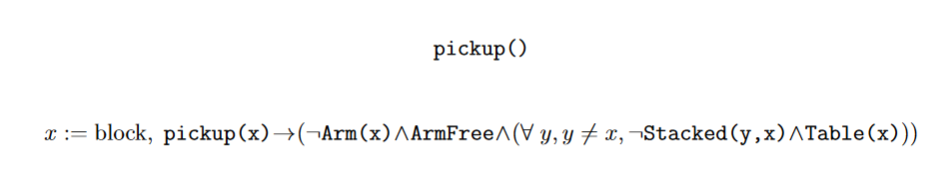 pickup()
x := block, pickup(x)→(¬Arm(x)∧ArmFree∧(∀ y, y ≠ x, ¬Stacked(y,x)∧Table(x)))